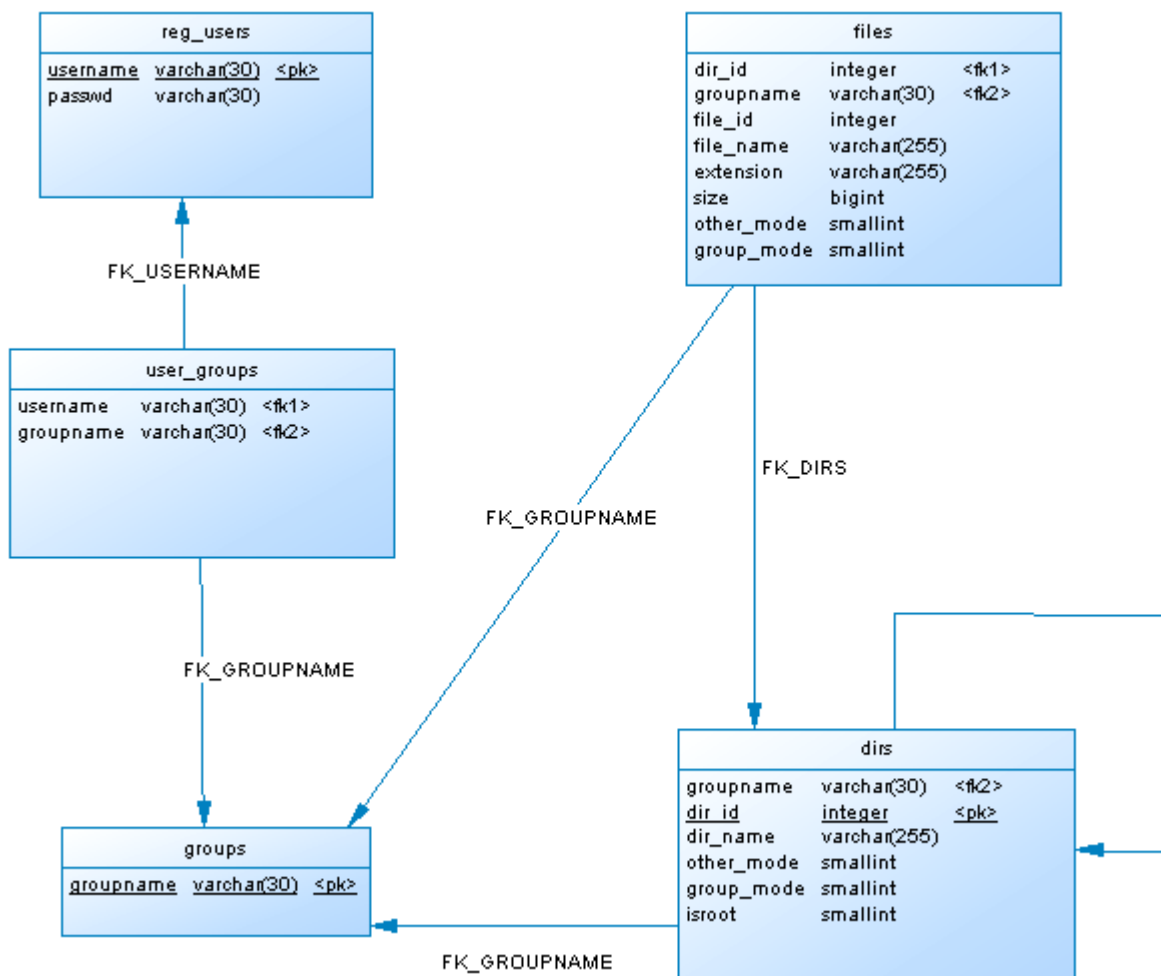 reg_users
username varchar(30) <pk>
passwd varchar(30)
files
dir_id integer <fk1>
groupname varchar(30) <fk2>
file_id integer
file_name varchar(255)
extension varchar(255)
size bigint
other_mode smallint
group_mode smallint
FK_USERNAME
user_groups
username varchar(30) <fk1>
groupname varchar(30) <fk2>
FK_DIRS
FK_GROUPNAME
FK_GROUPNAME
dirs
groupname varchar(30) <fk2>
dir_id integer <pk>
dir_name varchar(255)
other_mode smallint
group_mode smallint
isroot smallint
groups
groupname varchar(30) <pk>
FK_GROUPNAME